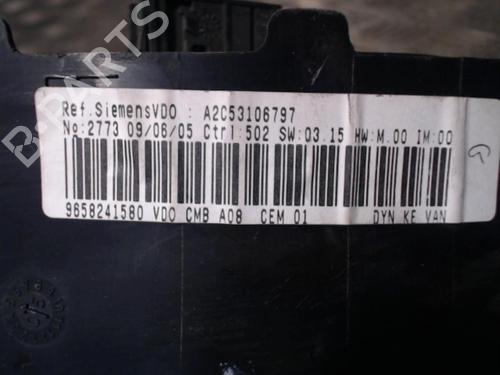 B-PARTS
Ref.SiemensVDO : A2C53106797
No:2773 09/06/05 Ctrl:502 SW:03.15 HW:M.00 IM:00
9658241580 VDO CMB A08 CEM 01 DYN KE VAN
G